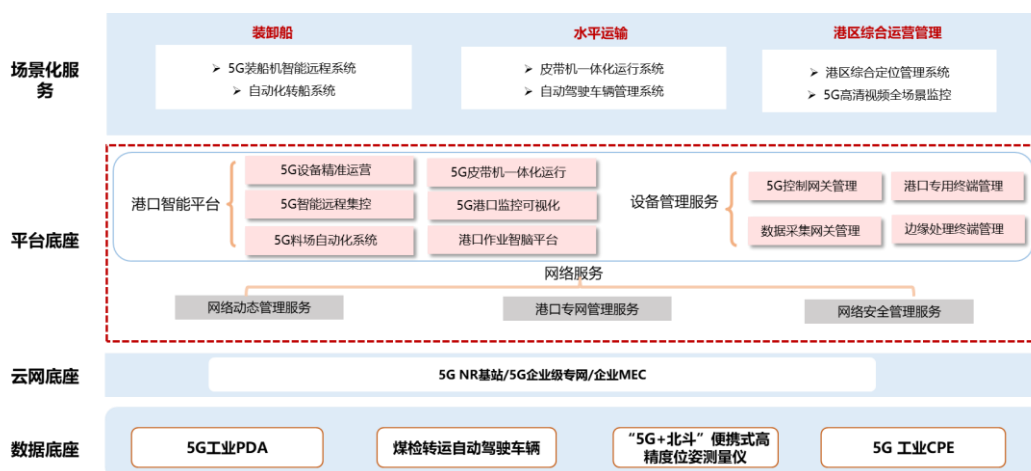 装卸船
水平运输
港区综合运营管理
场景化服
务
➢ 5G装船机智能远程系统
➢ 自动化转船系统
➢ 皮带机一体化运行系统
➢ 自动驾驶车辆管理系统
➢ 港区综合定位管理系统
➢ 5G高清视频全场景监控
平台底座
港口智能平台
5G设备精准运营
5G智能远程集控
5G料场自动化系统
5G皮带机一体化运行
5G港口监控可视化
港口作业智脑平台
设备管理服务
5G控制网关管理
港口专用终端管理
数据采集网关管理
边缘处理终端管理
网络服务
网络动态管理服务
港口专网管理服务
网络安全管理服务
云网底座
5G NR基站/5G企业级专网/企业MEC
数据底座
5G工业PDA
煤检转运自动驾驶车辆
“5G+北斗”便携式高
精度位姿测量仪
5G 工业CPE